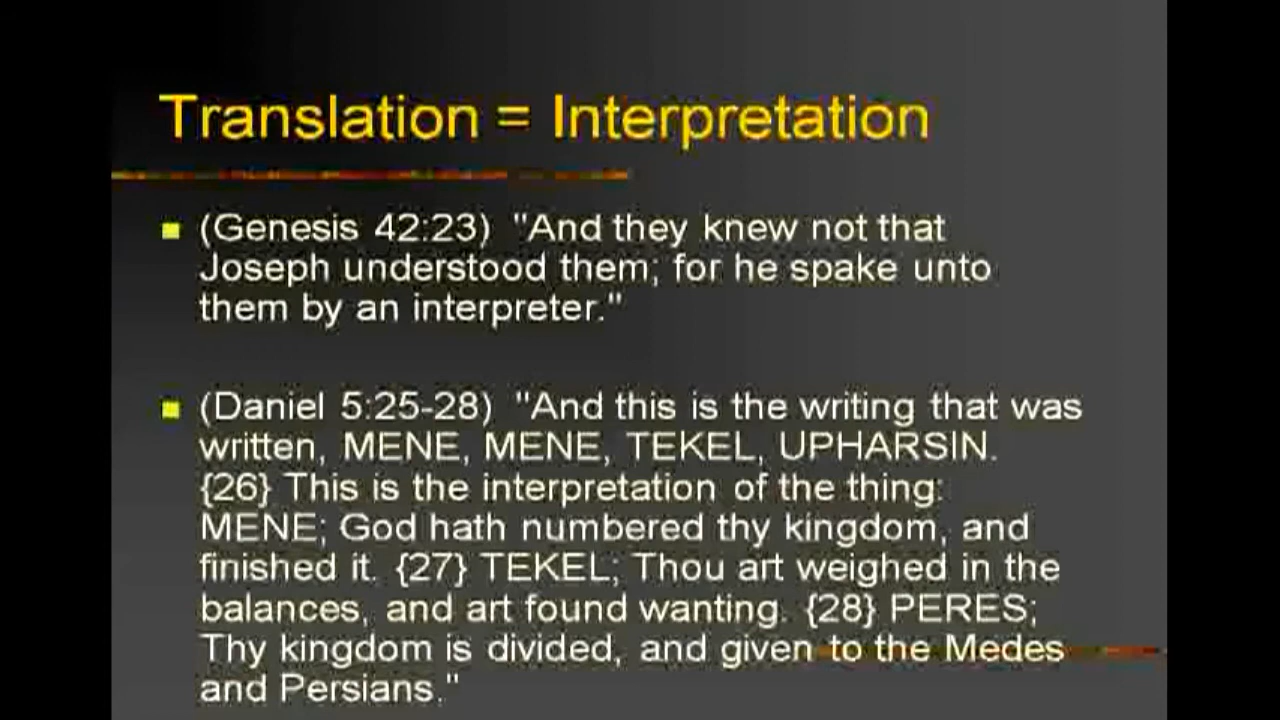 Translation = Interpretation
(Genesis 42:23) "And they knew not that
Joseph understood them; for he spake unto
them by an interpreter."
(Daniel 5:25-28) "And this is the writing that was
written, MENE, MENE, TEKEL, UPHARSIN.
{26} This is the interpretation of the thing:
MENE; God hath numbered thy kingdom, and
finished it. {27} TEKEL; Thou art weighed in the
balances, and art found wanting. {28} PERES;
Thy kingdom is divided, and given to the Medes
and Persians."